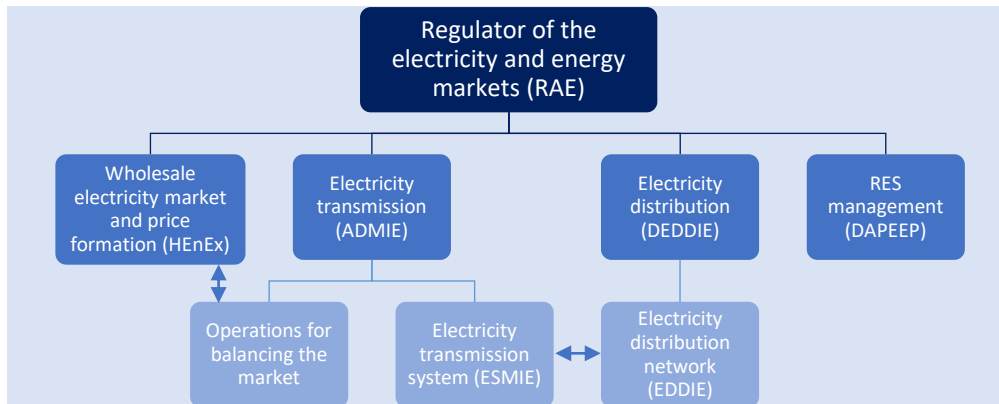 Regulator of the
electricity and energy
markets (RAE)
Wholesale
electricity market
and price
formation (HEnEx)
Electricity
transmission
(ADMIE)
Electricity
distribution
(DEDDIE)
RES
management
(DAPEEP)
Operations for
balancing the
market
Electricity
transmission
system (ESMIE)
Electricity
distribution
network
(EDDIE)